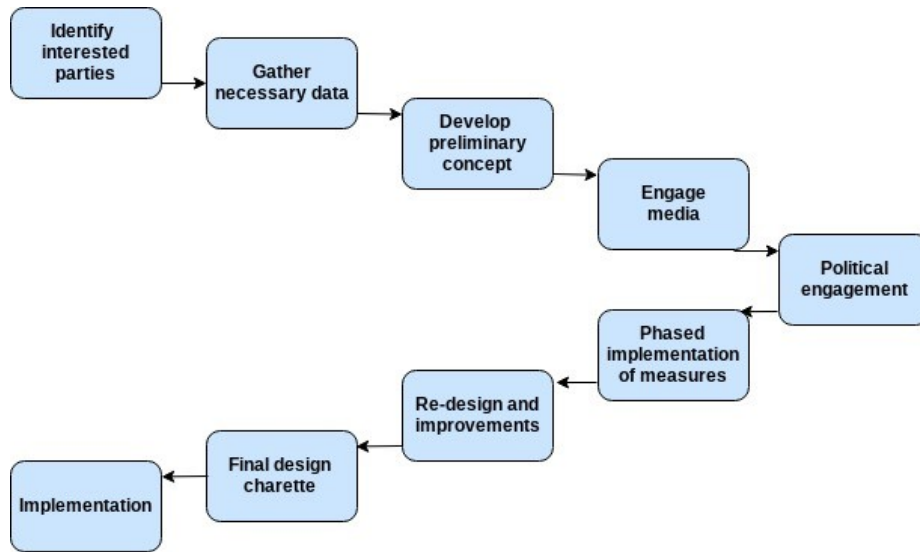 Identify
interested
parties
Gather
necessary data
Develop
preliminary
concept
Engage
media
Political
engagement
Phased
implementation
of measures
Re-design and
improvements
Final design
charette
Implementation